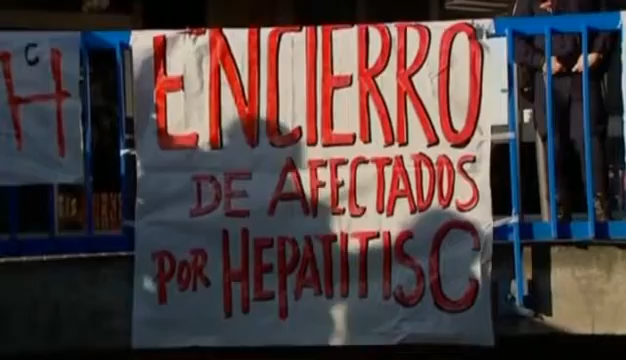 C
H
ENCIERRO
DE AFECTADOS
POR HEPATITIS C